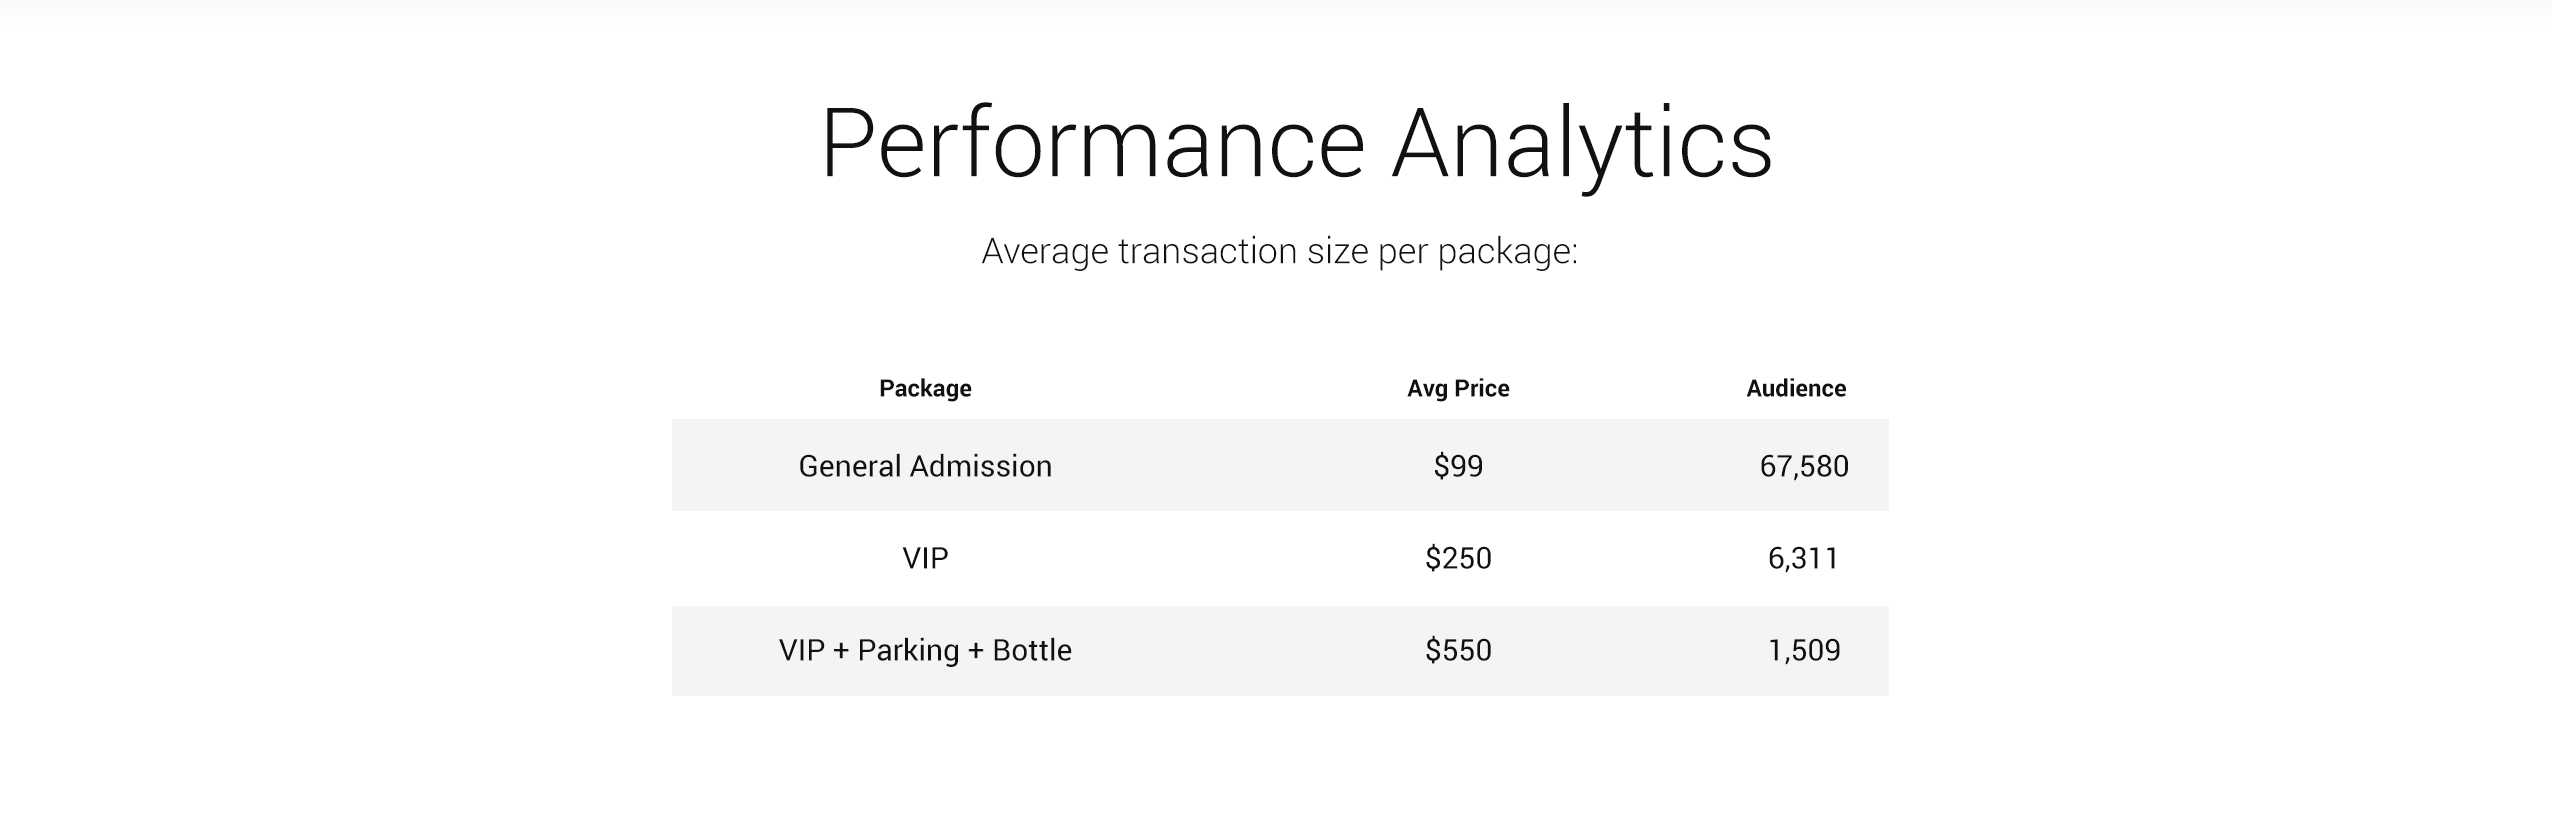 Performance Analytics
Average transaction size per package:
Package Avg Price Audience
General Admission $99 67,580
VIP $250 6,311
VIP + Parking + Bottle $550 1,509